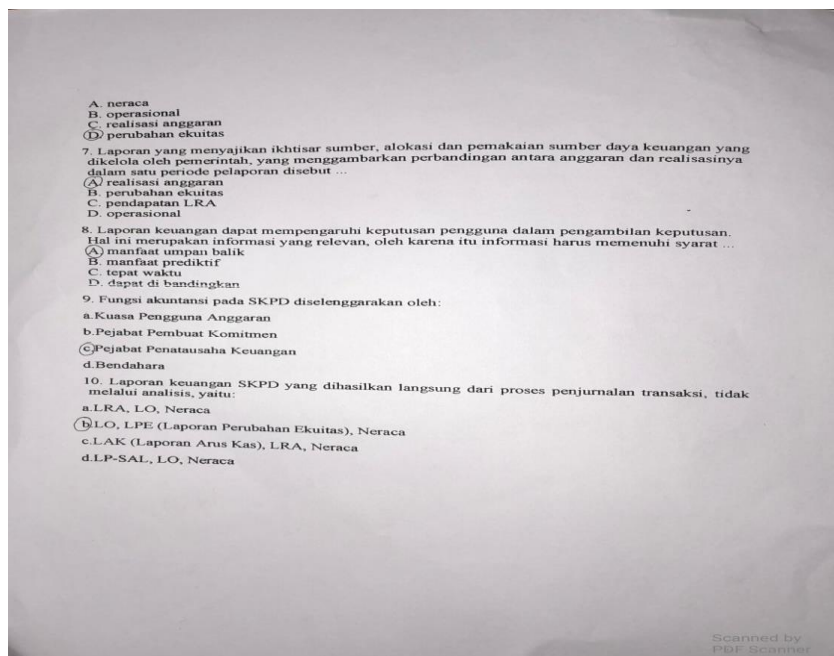 A. neraca
B. operasional
C. realisasi anggaran
D. perubahan ekuitas
7. Laporan yang menyajikan ikhtisar sumber, alokasi dan pemakaian sumber daya keuangan yang
dikelola oleh pemerintah, yang menggambarkan perbandingan antara anggaran dan realisasinya
dalam satu periode pelaporan disebut ...
A. realisasi anggaran
B. perubahan ekuitas
C. pendapatan LRA
D. operasional
8. Laporan keuangan dapat mempengaruhi keputusan pengguna dalam pengambilan keputusan.
Hal ini merupakan informasi yang relevan, oleh karena itu informasi harus memenuhi syarat ...
A. manfaat umpan balik
B. manfaat prediktif
C. tepat waktu
D. dapat di bandingkan
9. Fungsi akuntansi pada SKPD diselenggarakan oleh:
a.Kuasa Pengguna Anggaran
b.Pejabat Pembuat Komitmen
c.Pejabat Penatausaha Keuangan
d.Bendahara
10. Laporan keuangan SKPD yang dihasilkan langsung dari proses penjurnalan transaksi, tidak
melalui analisis, yaitu:
a.LRA, LO, Neraca
b.LO, LPE (Laporan Perubahan Ekuitas), Neraca
c.LAK (Laporan Arus Kas), LRA, Neraca
d.LP-SAL, LO, Neraca
Scanned by
PDF Scanner